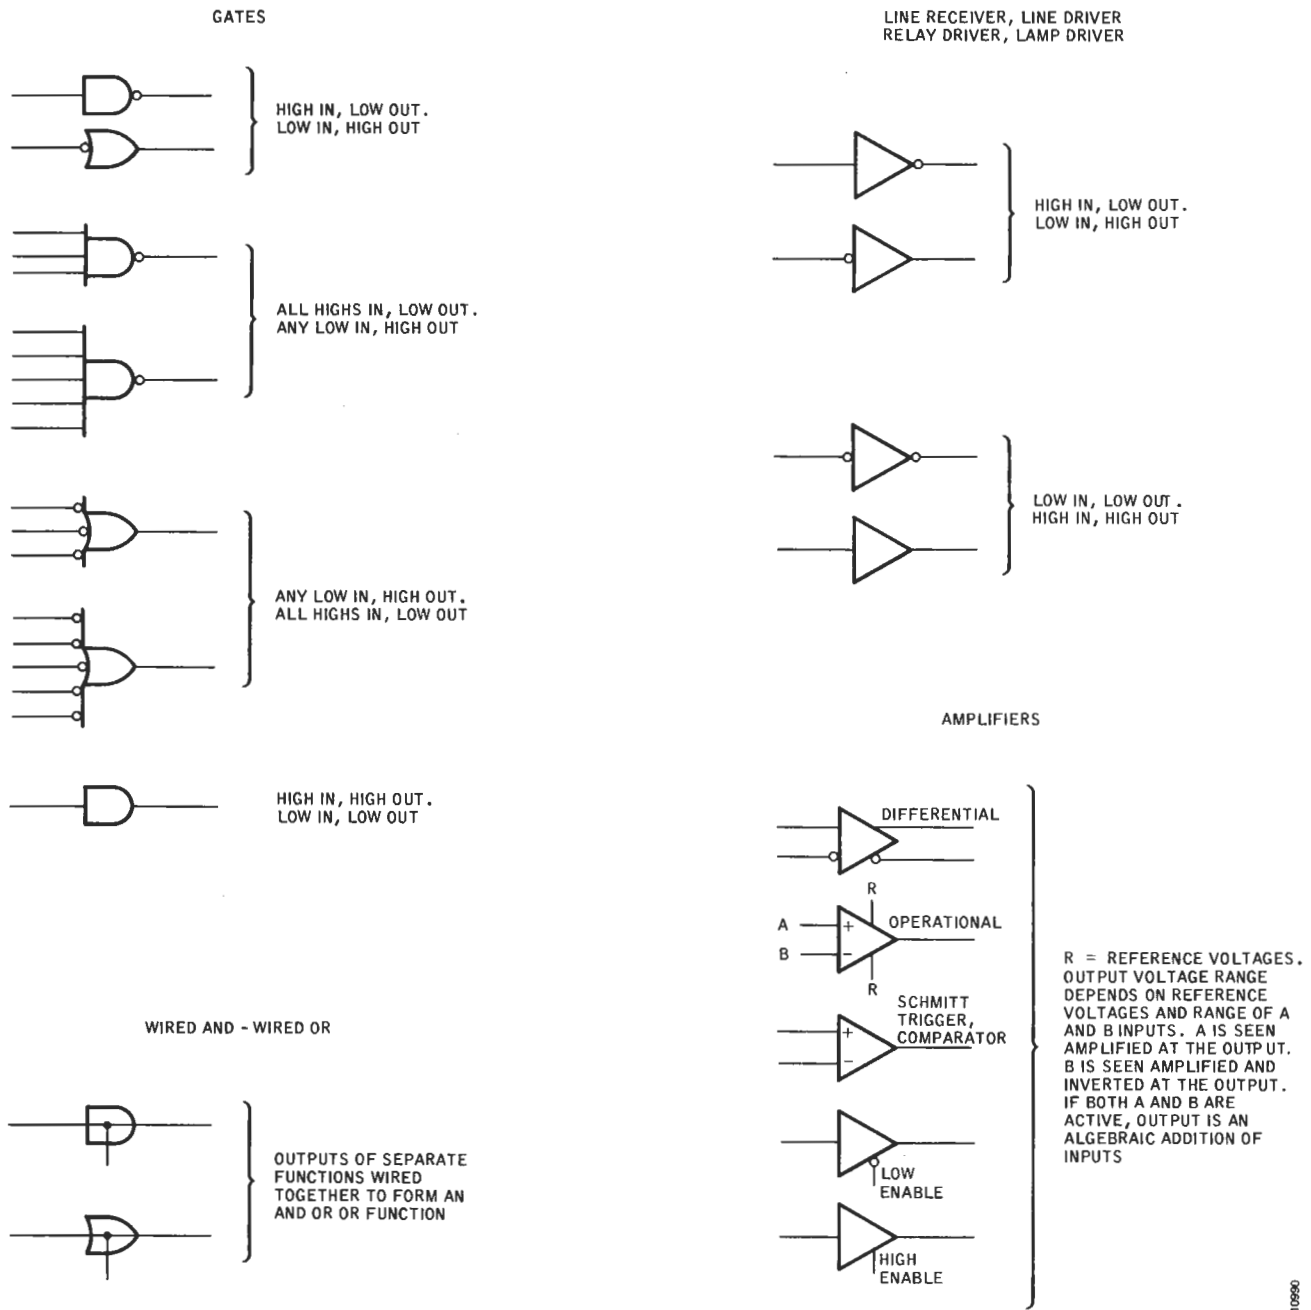 GATES
HIGH IN, LOW OUT.
LOW IN, HIGH OUT
ALL HIGHS IN, LOW OUT.
ANY LOW IN, HIGH OUT
ANY LOW IN, HIGH OUT.
ALL HIGHS IN, LOW OUT
HIGH IN, HIGH OUT.
LOW IN, LOW OUT
WIRED AND - WIRED OR
OUTPUTS OF SEPARATE
FUNCTIONS WIRED
TOGETHER TO FORM AN
AND OR OR FUNCTION
LINE RECEIVER, LINE DRIVER
RELAY DRIVER, LAMP DRIVER
HIGH IN, LOW OUT.
LOW IN, HIGH OUT
LOW IN, LOW OUT.
HIGH IN, HIGH OUT
AMPLIFIERS
DIFFERENTIAL
R
A
+
OPERATIONAL
B
−
R
SCHMITT
TRIGGER,
COMPARATOR
+
−
LOW
ENABLE
HIGH
ENABLE
R = REFERENCE VOLTAGES.
OUTPUT VOLTAGE RANGE
DEPENDS ON REFERENCE
VOLTAGES AND RANGE OF A
AND B INPUTS. A IS SEEN
AMPLIFIED AT THE OUTPUT.
B IS SEEN AMPLIFIED AND
INVERTED AT THE OUTPUT.
IF BOTH A AND B ARE
ACTIVE, OUTPUT IS AN
ALGEBRAIC ADDITION OF
INPUTS
10990